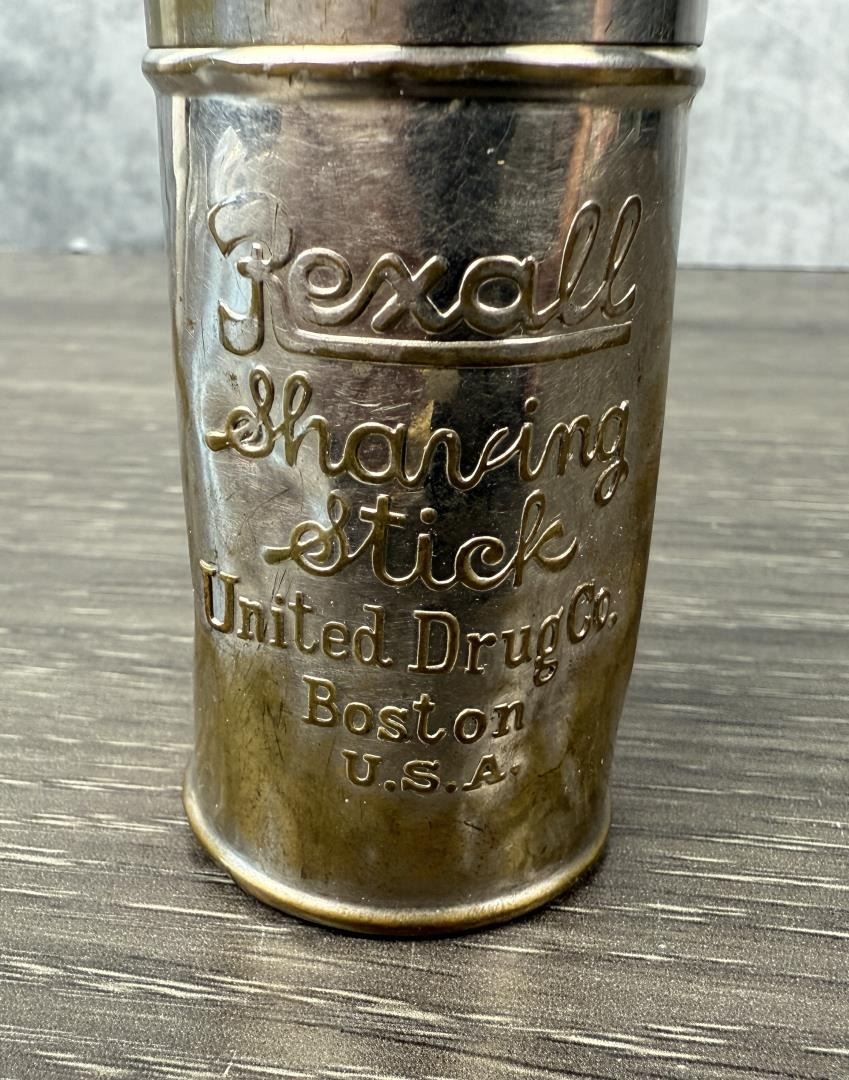 Rexall
Shaving
Stick
United Drug Co.
Boston
U.S.A.